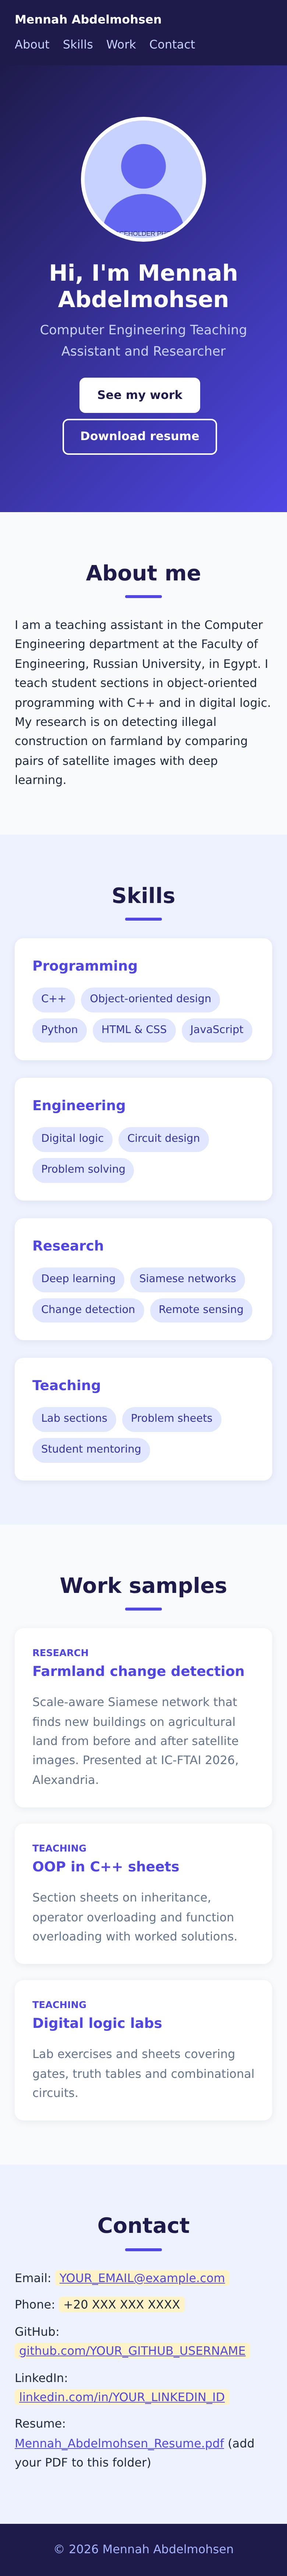 Mennah Abdelmohsen
About Skills Work Contact
Hi, I'm Mennah
Abdelmohsen
Computer Engineering Teaching
Assistant and Researcher
See my work
Download resume
About me
I am a teaching assistant in the Computer
Engineering department at the Faculty of
Engineering, Russian University, in Egypt. I
teach student sections in object-oriented
programming with C++ and in digital logic.
My research is on detecting illegal
construction on farmland by comparing
pairs of satellite images with deep
learning.
Skills
Programming
C++ Object-oriented design
Python HTML & CSS JavaScript
Engineering
Digital logic Circuit design
Problem solving
Research
Deep learning Siamese networks
Change detection Remote sensing
Teaching
Lab sections Problem sheets
Student mentoring
Work samples
RESEARCH
Farmland change detection
Scale-aware Siamese network that
finds new buildings on agricultural
land from before and after satellite
images. Presented at IC-FTAI 2026,
Alexandria.
TEACHING
OOP in C++ sheets
Section sheets on inheritance,
operator overloading and function
overloading with worked solutions.
TEACHING
Digital logic labs
Lab exercises and sheets covering
gates, truth tables and combinational
circuits.
Contact
Email: YOUR_EMAIL@example.com
Phone: +20 XXX XXX XXXX
GitHub:
github.com/YOUR_GITHUB_USERNAME
LinkedIn:
linkedin.com/in/YOUR_LINKEDIN_ID
Resume:
Mennah_Abdelmohsen_Resume.pdf (add
your PDF to this folder)
© 2026 Mennah Abdelmohsen